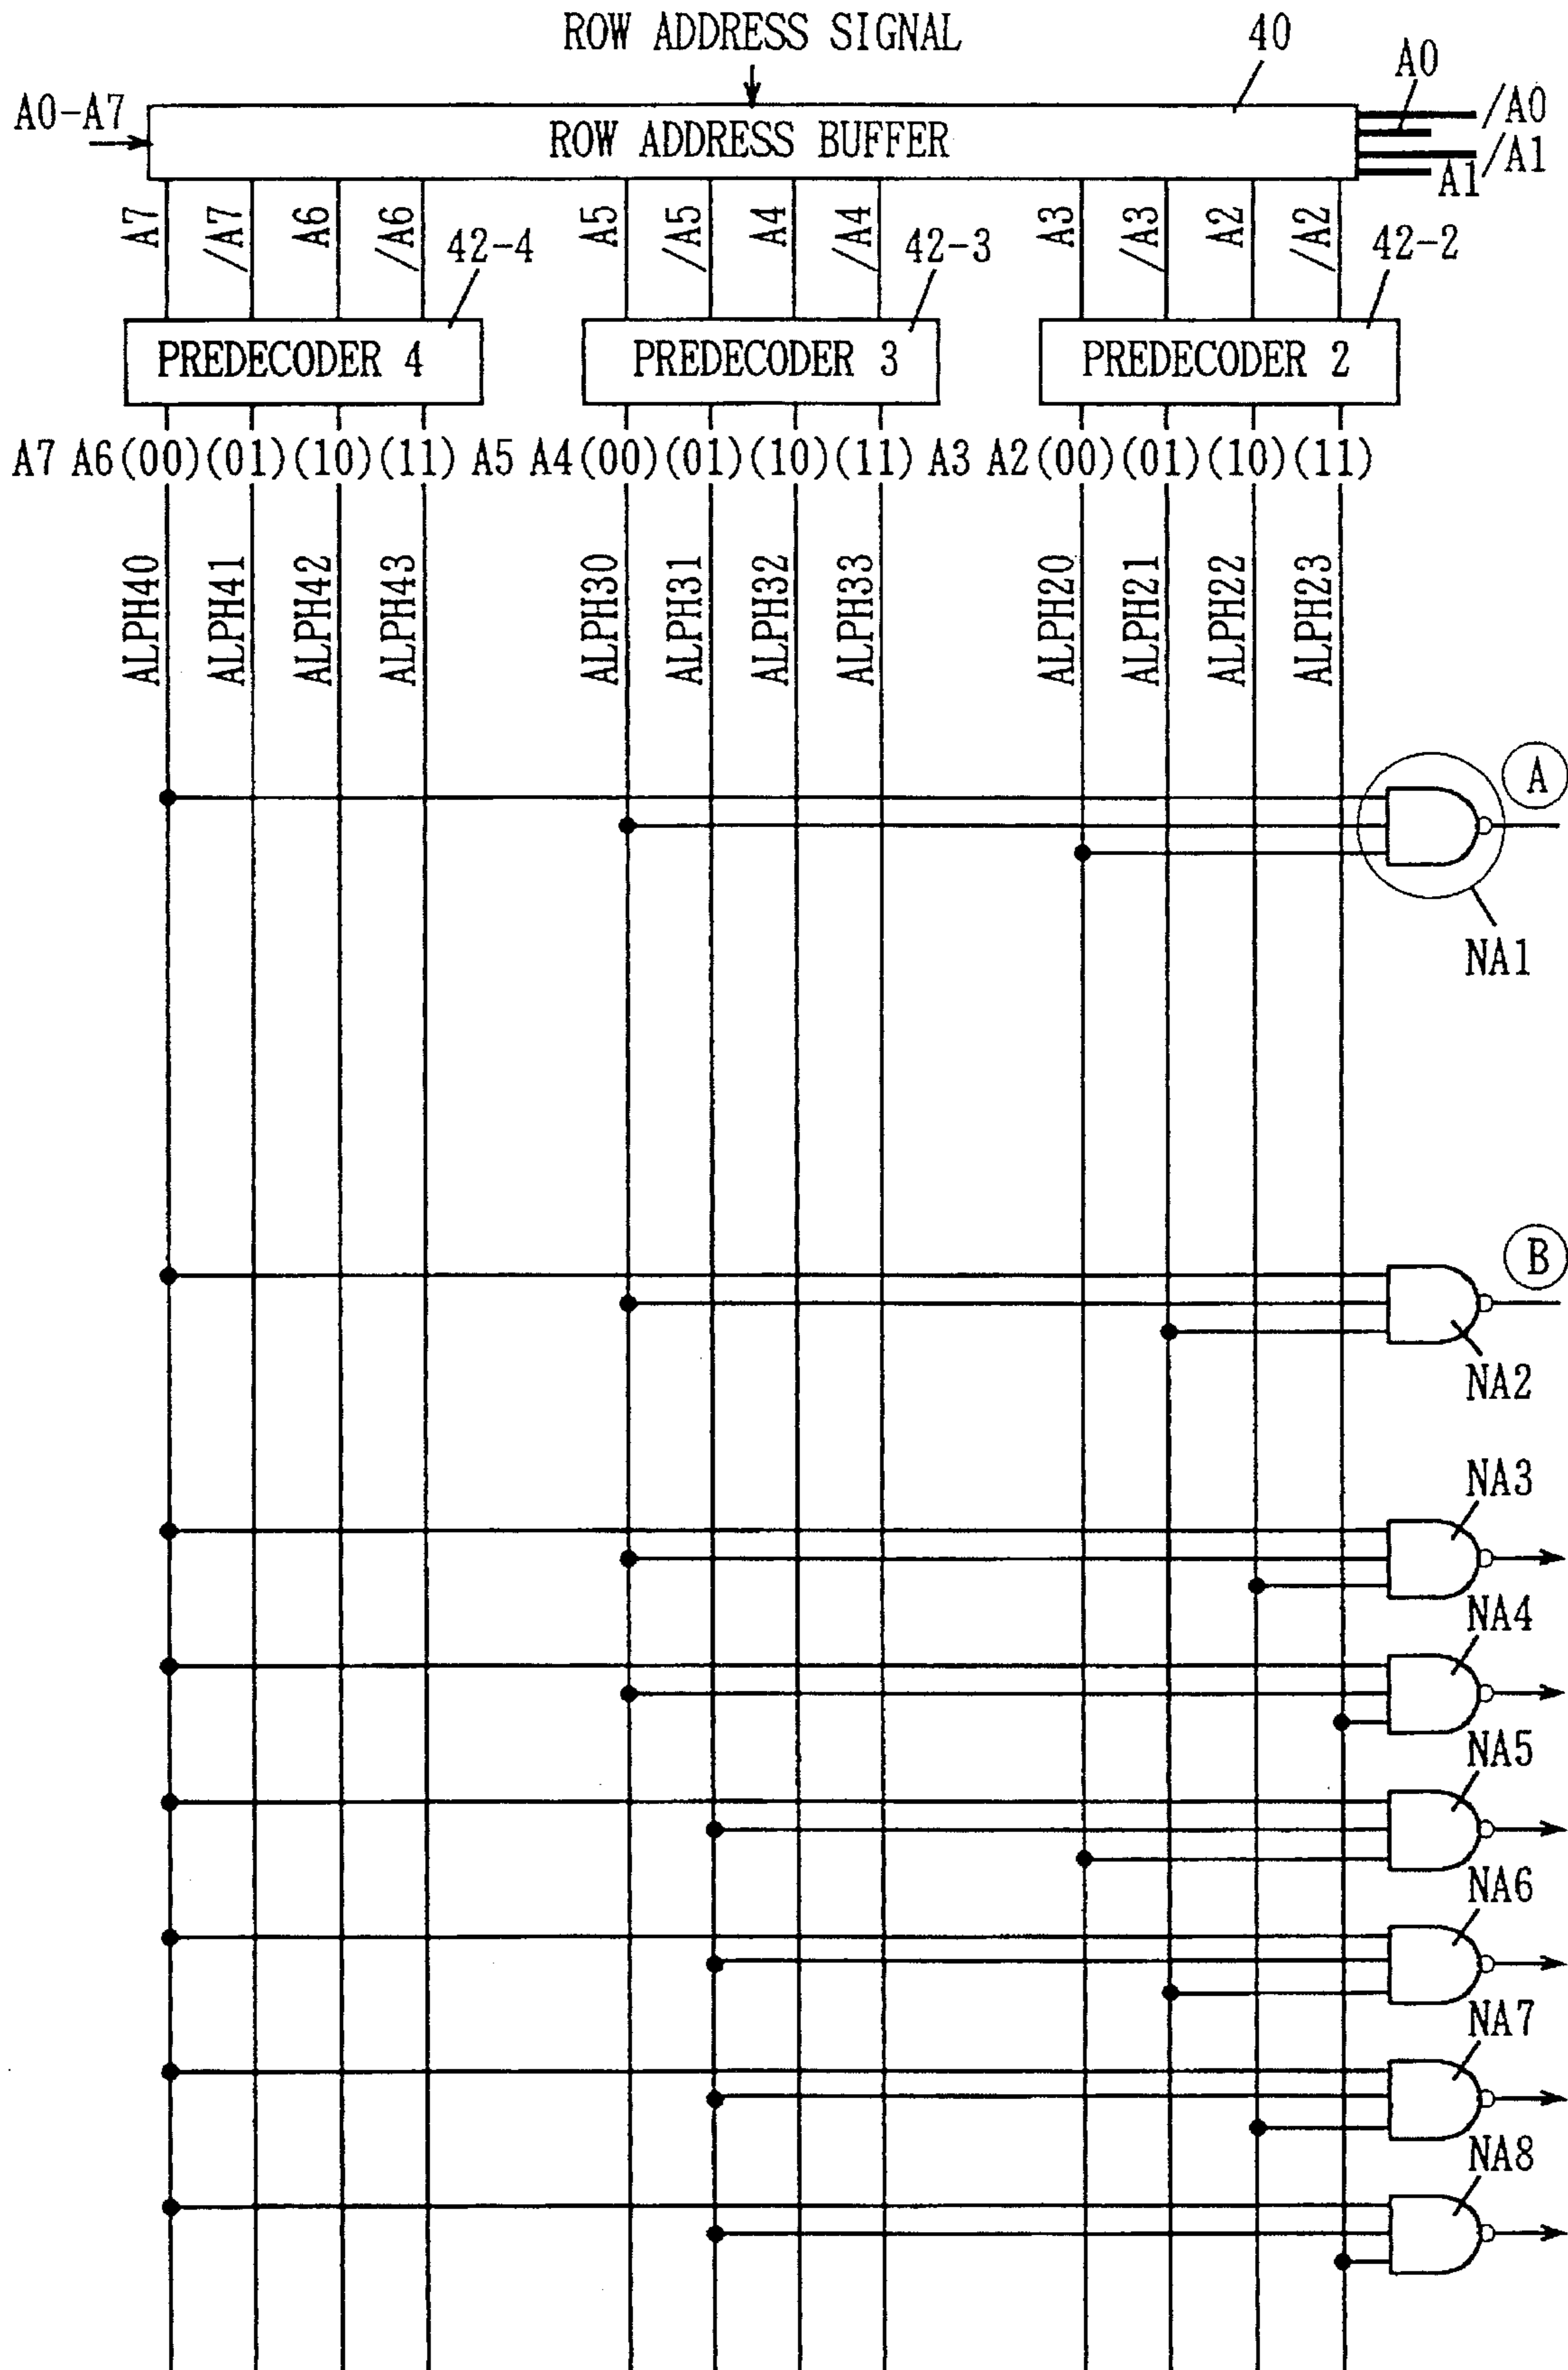 ROW ADDRESS SIGNAL
40
A0
A0-A7
/A0
ROW ADDRESS BUFFER
/A1
A1
A7 /A7 A6 /A6 A5 /A5 A4 /A4 A3 /A3 A2 /A2
42-4 42-3 42-2
PREDECODER 4 PREDECODER 3 PREDECODER 2
A7 A6(00)(01)(10)(11) A5 A4(00)(01)(10)(11) A3 A2(00)(01)(10)(11)
ALPH40 ALPH41 ALPH42 ALPH43 ALPH30 ALPH31 ALPH32 ALPH33 ALPH20 ALPH21 ALPH22 ALPH23
A
NA1
B
NA2
NA3
NA4
NA5
NA6
NA7
NA8